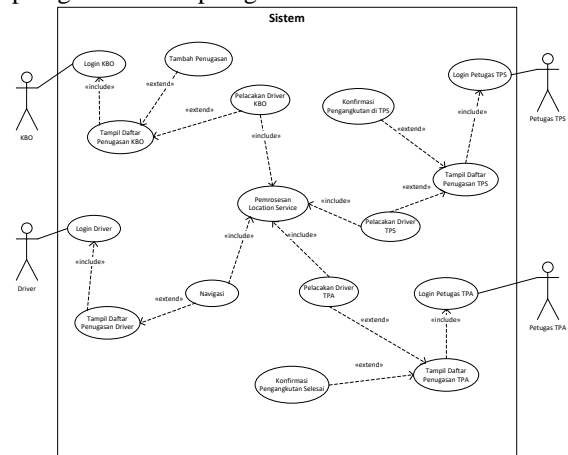 Sistem
Login KBO
«include»
Tambah Penugasan
«extend»
Tampil Daftar
Penugasan KBO
«extend»
Pelacakan Driver
KBO
«include»
KBO
Konfirmasi
Pengangkutan di TPS
«extend»
Login Petugas TPS
«include»
Petugas TPS
Tampil Daftar
Penugasan TPS
«extend»
Pemrosesan
Location Service
«include»
Pelacakan Driver
TPS
Login Driver
«include»
Driver
«include»
«include»
Navigasi
«extend»
Tampil Daftar
Penugasan Driver
Pelacakan Driver
TPA
«extend»
Login Petugas TPA
«include»
Petugas TPA
Tampil Daftar
Penugasan TPA
Konfirmasi
Pengangkutan Selesai
«extend»